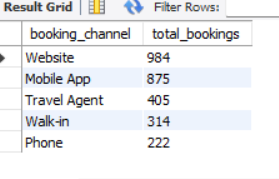 Result Grid Filter Rows:
booking_channel total_bookings
Website 984
Mobile App 875
Travel Agent 405
Walk-in 314
Phone 222